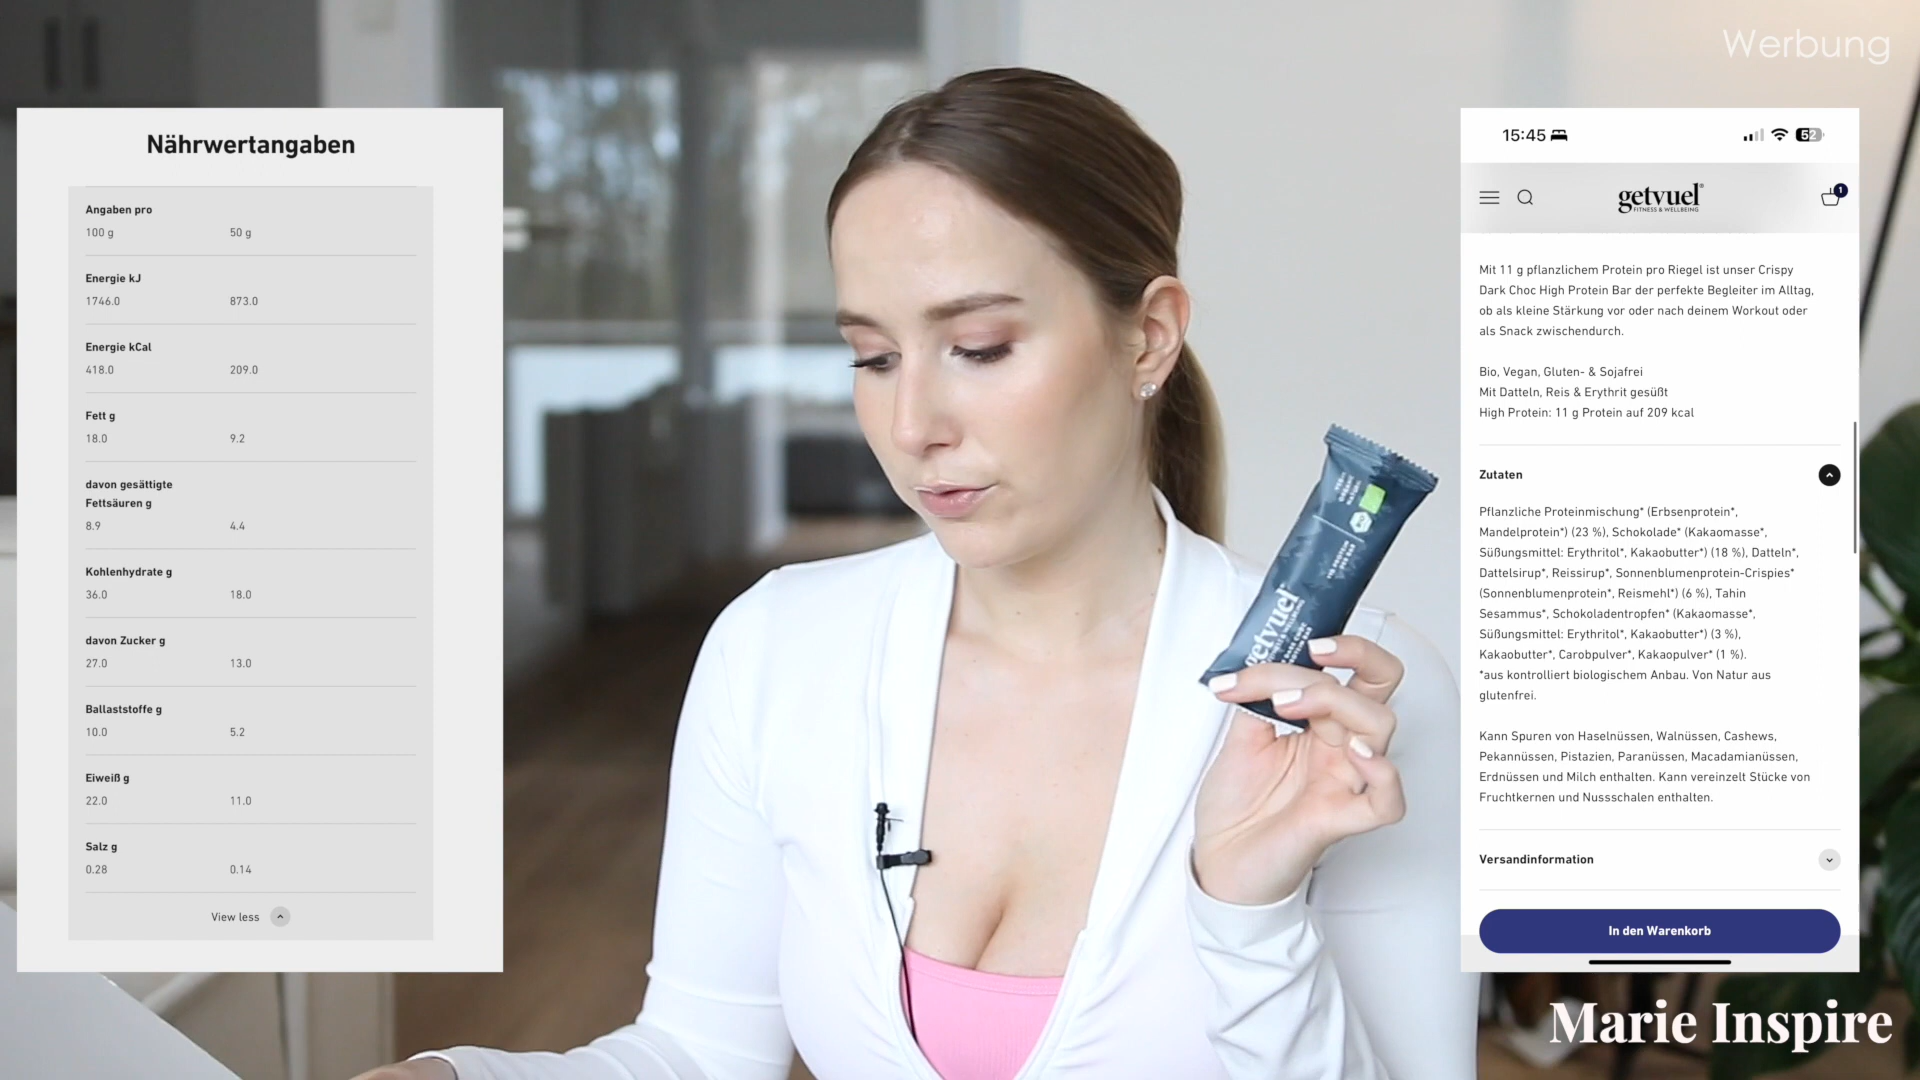 Werbung
Nährwertangaben
Angaben pro
100 g 50 g
Energie kJ
1746.0 873.0
Energie kCal
418.0 209.0
Fett g
18.0 9.2
davon gesättigte
Fettsäuren g
8.9 4.4
Kohlenhydrate g
36.0 18.0
davon Zucker g
27.0 13.0
Ballaststoffe g
10.0 5.2
Eiweiß g
22.0 11.0
Salz g
0.28 0.14
View less
getvuel
15:45 52
getvuel®
FITNESS & WELLBEING
1
Mit 11 g pflanzlichem Protein pro Riegel ist unser Crispy
Dark Choc High Protein Bar der perfekte Begleiter im Alltag,
ob als kleine Stärkung vor oder nach deinem Workout oder
als Snack zwischendurch.
Bio, Vegan, Gluten- & Sojafrei
Mit Datteln, Reis & Erythrit gesüßt
High Protein: 11 g Protein auf 209 kcal
Zutaten
Pflanzliche Proteinmischung* (Erbsenprotein*,
Mandelprotein*) (23 %), Schokolade* (Kakaomasse*,
Süßungsmittel: Erythritol*, Kakaobutter*) (18 %), Datteln*,
Dattelsirup*, Reissirup*, Sonnenblumenprotein-Crispies*
(Sonnenblumenprotein*, Reismehl*) (6 %), Tahin
Sesammus*, Schokoladentropfen* (Kakaomasse*,
Süßungsmittel: Erythritol*, Kakaobutter*) (3 %),
Kakaobutter*, Carobpulver*, Kakaopulver* (1 %).
*aus kontrolliert biologischem Anbau. Von Natur aus
glutenfrei.
Kann Spuren von Haselnüssen, Walnüssen, Cashews,
Pekannüssen, Pistazien, Paranüssen, Macadamianüssen,
Erdnüssen und Milch enthalten. Kann vereinzelt Stücke von
Fruchtkernen und Nussschalen enthalten.
Versandinformation
In den Warenkorb
Marie Inspire